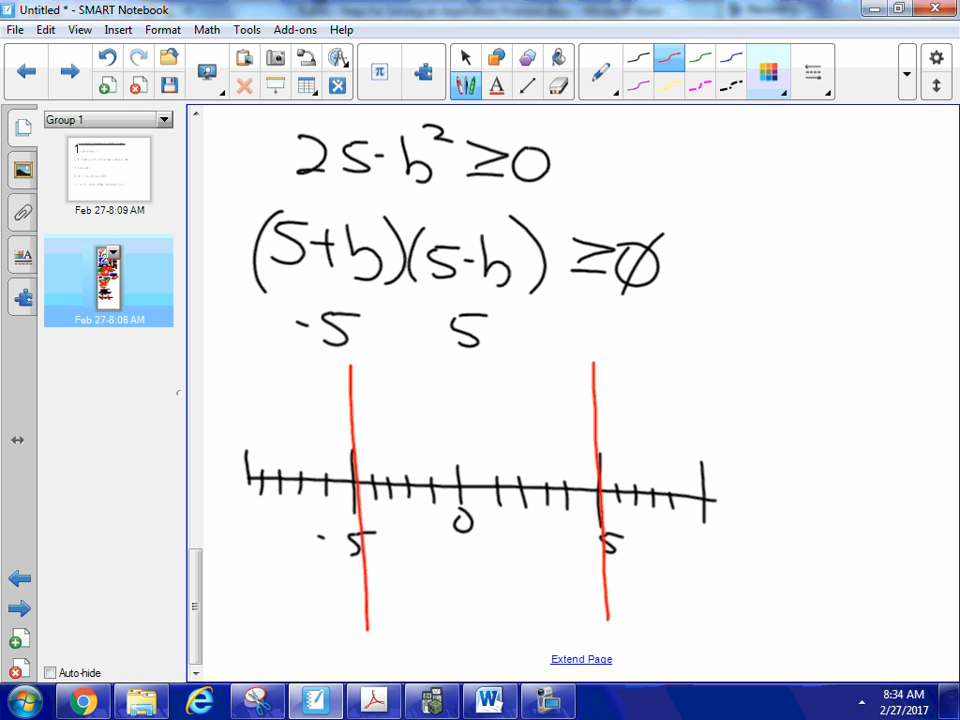 Untitled * - SMART Notebook
File Edit View Insert Format Math Tools Add-ons Help
π
A
Group 1
1
Feb 27-8:09 AM
Feb 27-8:06 AM
Auto-hide
25-b²≥0
(5+b)(5-b)≥0
-5 5
0
-5 5
Extend Page
8:34 AM
2/27/2017